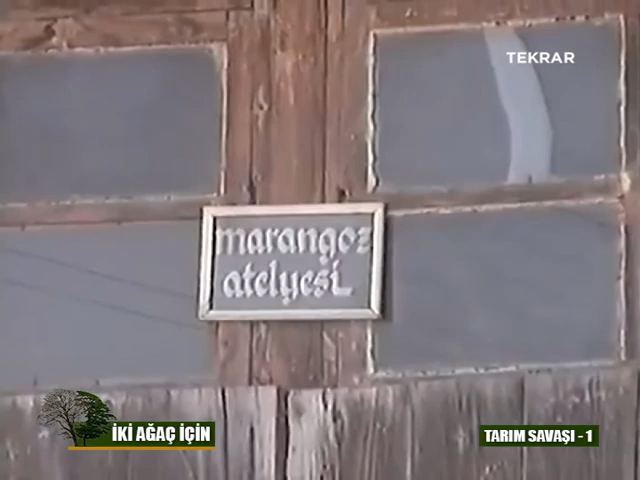 TEKRAR
marangoz
atelyesi
İKİ AĞAÇ İÇİN
TARIM SAVAŞI - 1